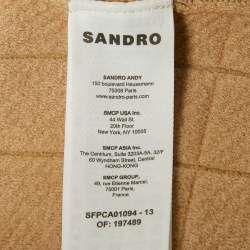 SANDRO
SANDRO ANDY
150 boulevard Haussmann
75008 Paris
www.sandro-paris.com
SMCP USA Inc.
44 Wall St.
20th Floor
New York, NY 10005
SMCP ASIA Inc.
The Centrium, Suite 3203A-9A, 32/F
60 Wyndham Street, Central
HONG-KONG
SMCP GROUP,
49, rue Etienne Marcel,
75001 Paris,
FRANCE
SFPCA01094 - 13
OF: 197489